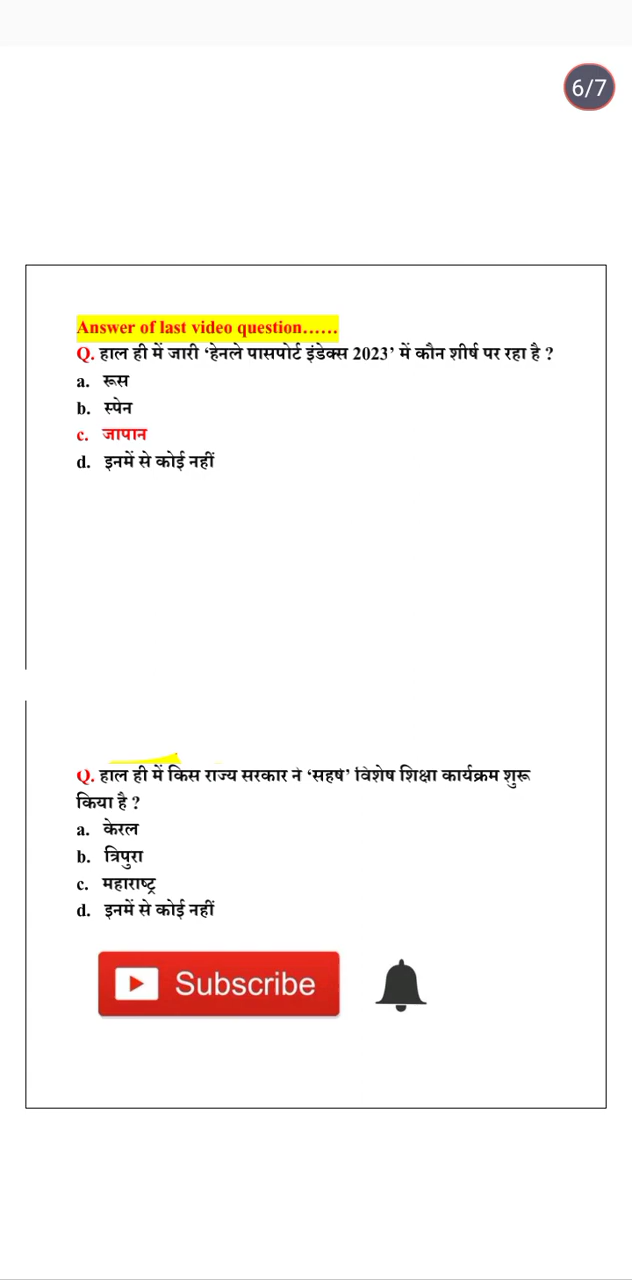 6/7
Answer of last video question......
Q. हाल ही में जारी ‘हेनले पासपोर्ट इंडेक्स 2023’ में कौन शीर्ष पर रहा है ?
a. रूस
b. स्पेन
c. जापान
d. इनमें से कोई नहीं
Q. हाल ही में किस राज्य सरकार ने ‘सहर्ष’ विशेष शिक्षा कार्यक्रम शुरू
किया है ?
a. केरल
b. त्रिपुरा
c. महाराष्ट्र
d. इनमें से कोई नहीं
Subscribe